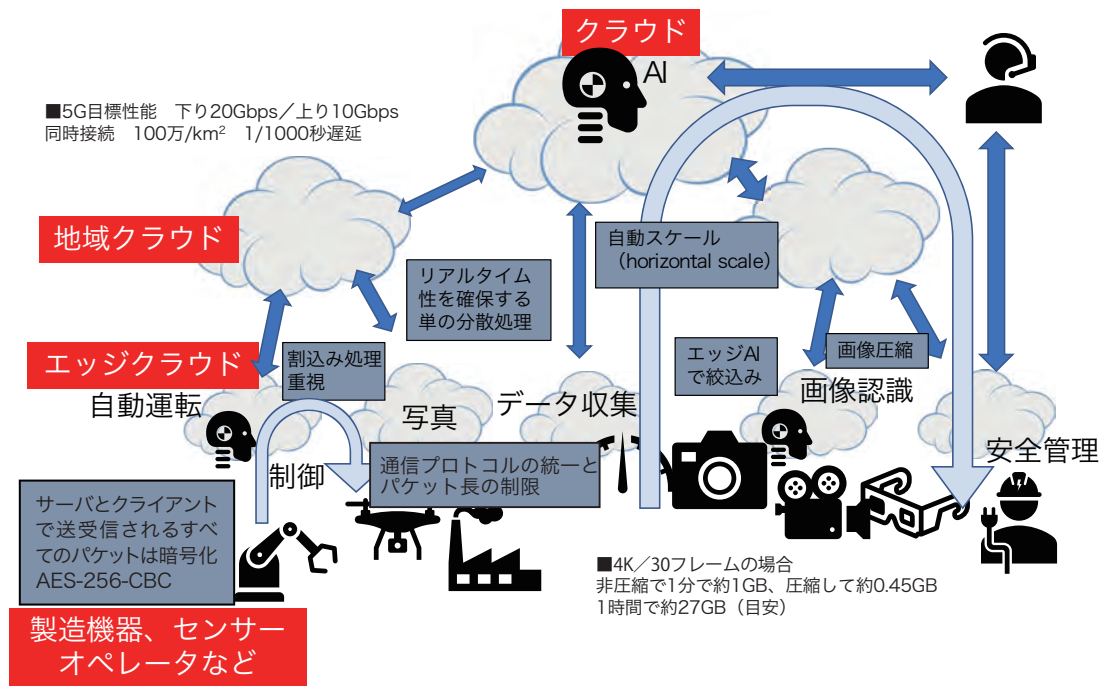 クラウド
AI
■5G目標性能　下り20Gbps／上り10Gbps
同時接続　100万/km²　1/1000秒遅延
地域クラウド
自動スケール
（horizontal scale）
リアルタイム
性を確保する
単の分散処理
エッジクラウド
割込み処理
重視
エッジAI
で絞込み
画像圧縮
自動運転
写真
データ収集
画像認識
安全管理
制御
通信プロトコルの統一と
パケット長の制限
サーバとクライアント
で送受信されるすべ
てのパケットは暗号化
AES-256-CBC
■4K／30フレームの場合
非圧縮で1分で約1GB、圧縮して約0.45GB
1時間で約27GB（目安）
製造機器、センサー
オペレータなど